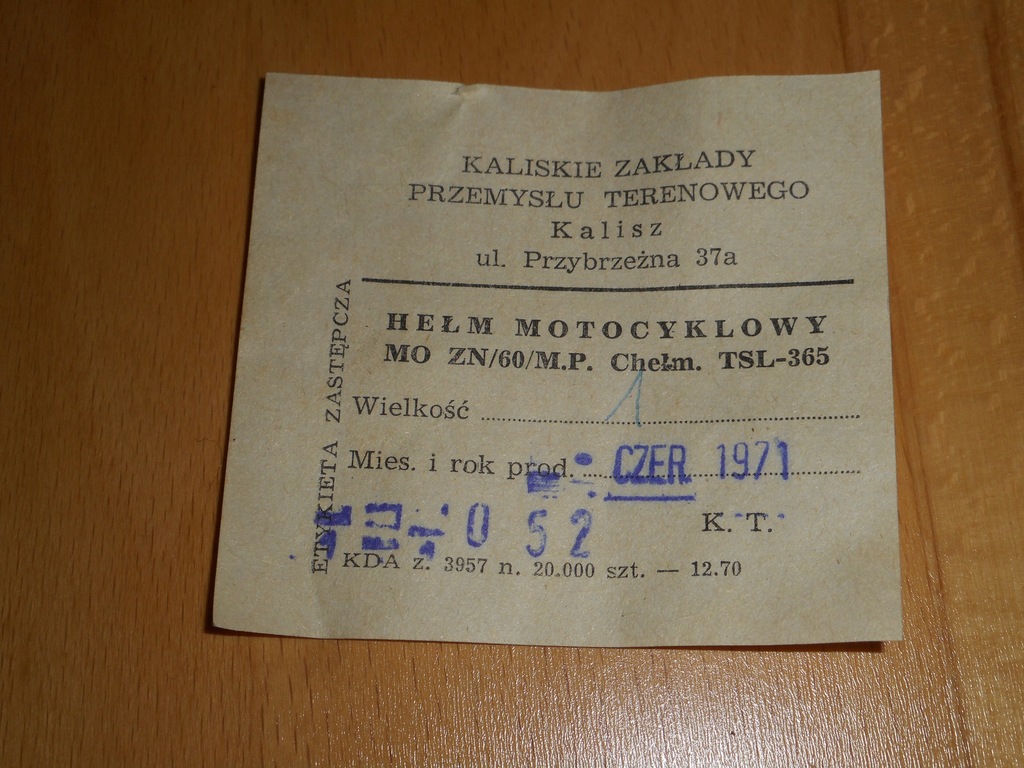 KALISKIE ZAKŁADY
PRZEMYSŁU TERENOWEGO
Kalisz
ul. Przybrzeżna 37a
ETYKIETA ZASTĘPCZA
HEŁM MOTOCYKLOWY
MO ZN/60/M.P. Chełm. TSL-365
Wielkość 1
Mies. i rok prod. CZER 1971
0 52
K. T.
KDA z. 3957 n. 20.000 szt. — 12.70